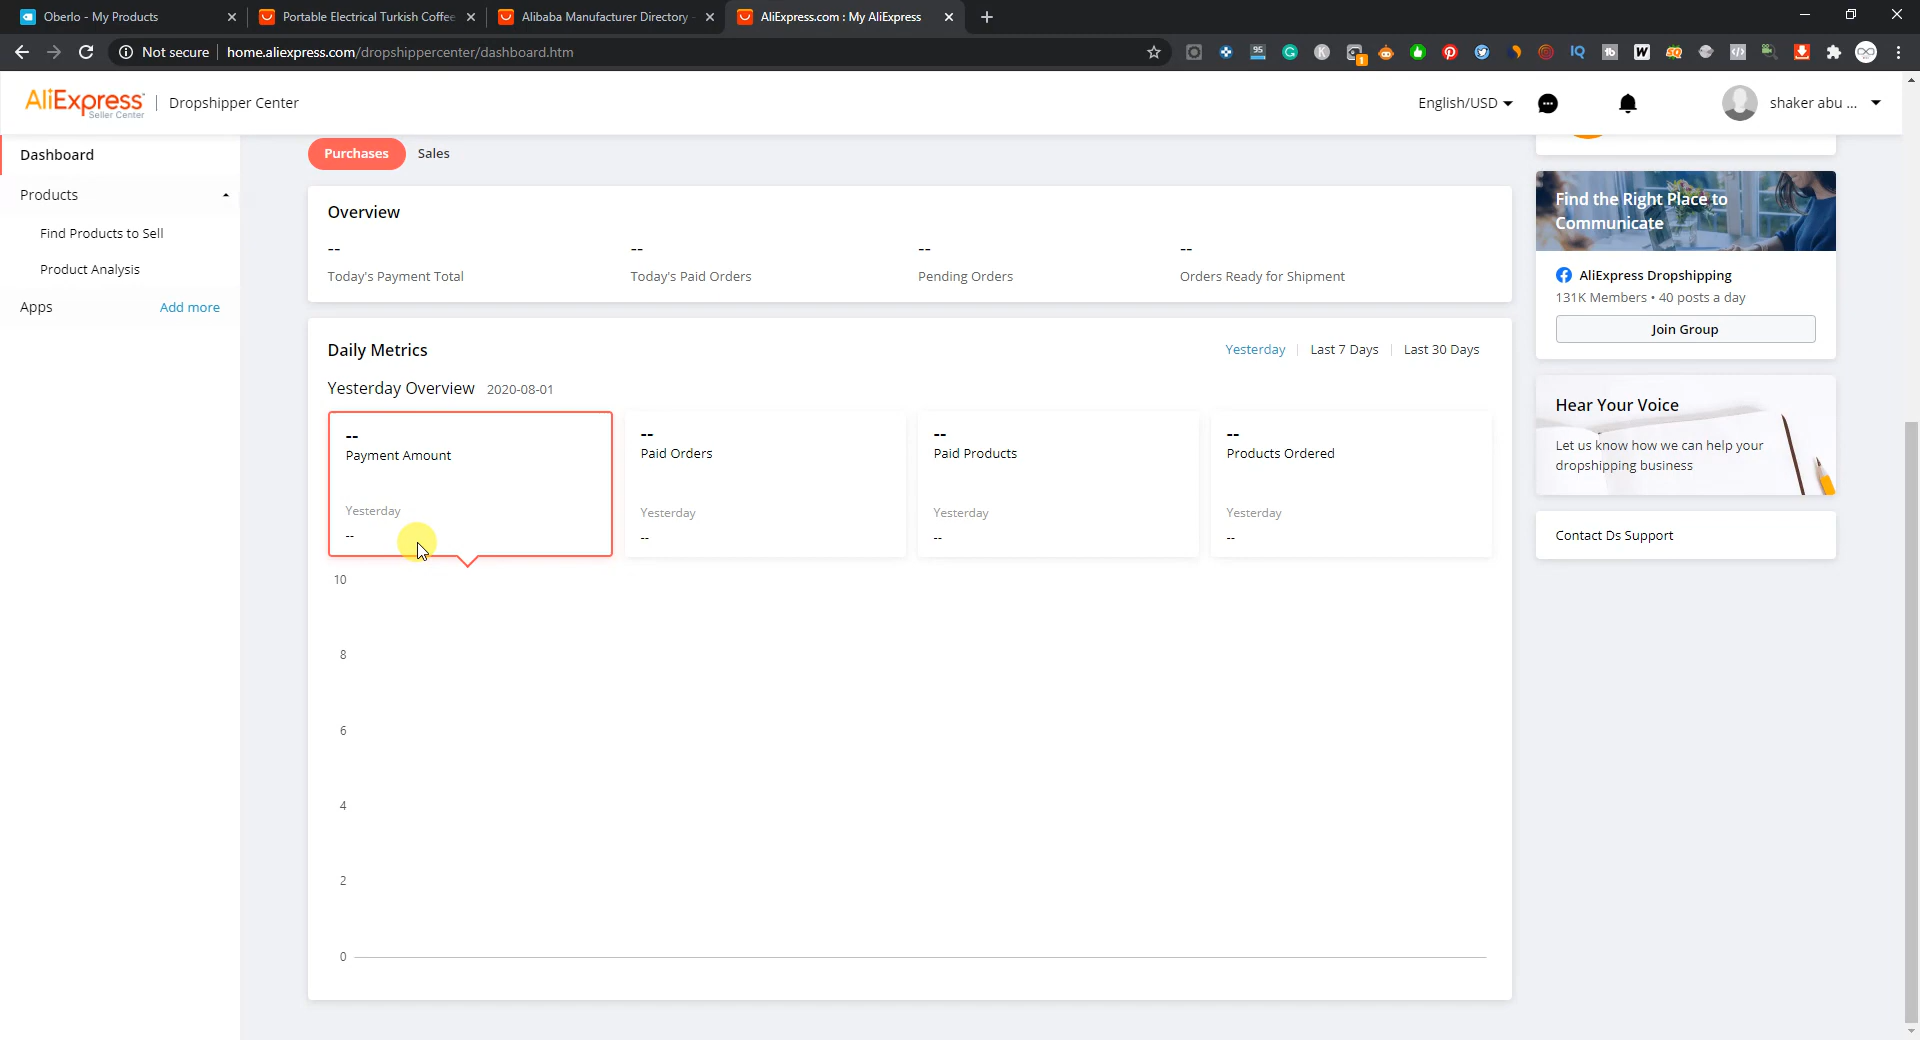 Oberlo - My Products
Portable Electrical Turkish Coffee
Alibaba Manufacturer Directory -
AliExpress.com : My AliExpress
Not secure
home.aliexpress.com/dropshippercenter/dashboard.htm
95
1
AliExpress
Seller Center
Dropshipper Center
English/USD
shaker abu ...
Dashboard
Products
Find Products to Sell
Product Analysis
Apps
Add more
Purchases
Sales
Overview
-- -- -- --
Today's Payment Total
Today's Paid Orders
Pending Orders
Orders Ready for Shipment
Daily Metrics
Yesterday
Last 7 Days
Last 30 Days
Yesterday Overview 2020-08-01
--
Payment Amount
Yesterday
--
--
Paid Orders
Yesterday
--
--
Paid Products
Yesterday
--
--
Products Ordered
Yesterday
--
10
8
6
4
2
0
Find the Right Place to
Communicate
AliExpress Dropshipping
131K Members • 40 posts a day
Join Group
Hear Your Voice
Let us know how we can help your
dropshipping business
Contact Ds Support